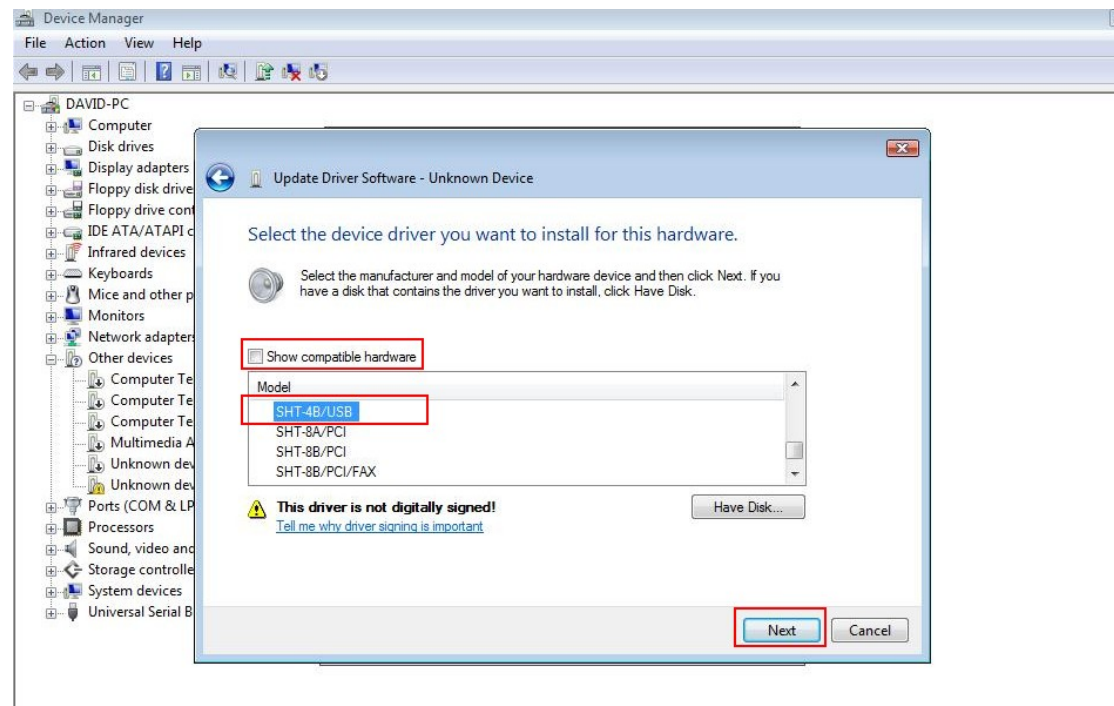 Device Manager
File Action View Help
DAVID-PC
Computer
Disk drives
Display adapters
Floppy disk drive
Floppy drive cont
IDE ATA/ATAPI c
Infrared devices
Keyboards
Mice and other p
Monitors
Network adapters
Other devices
Computer Te
Computer Te
Computer Te
Multimedia A
Unknown dev
Unknown dev
Ports (COM & LP
Processors
Sound, video and
Storage controlle
System devices
Universal Serial B
Update Driver Software - Unknown Device
Select the device driver you want to install for this hardware.
Select the manufacturer and model of your hardware device and then click Next. If you
have a disk that contains the driver you want to install, click Have Disk.
Show compatible hardware
Model
SHT-4B/USB
SHT-8A/PCI
SHT-8B/PCI
SHT-8B/PCI/FAX
This driver is not digitally signed!
Have Disk...
Tell me why driver signing is important
Next
Cancel